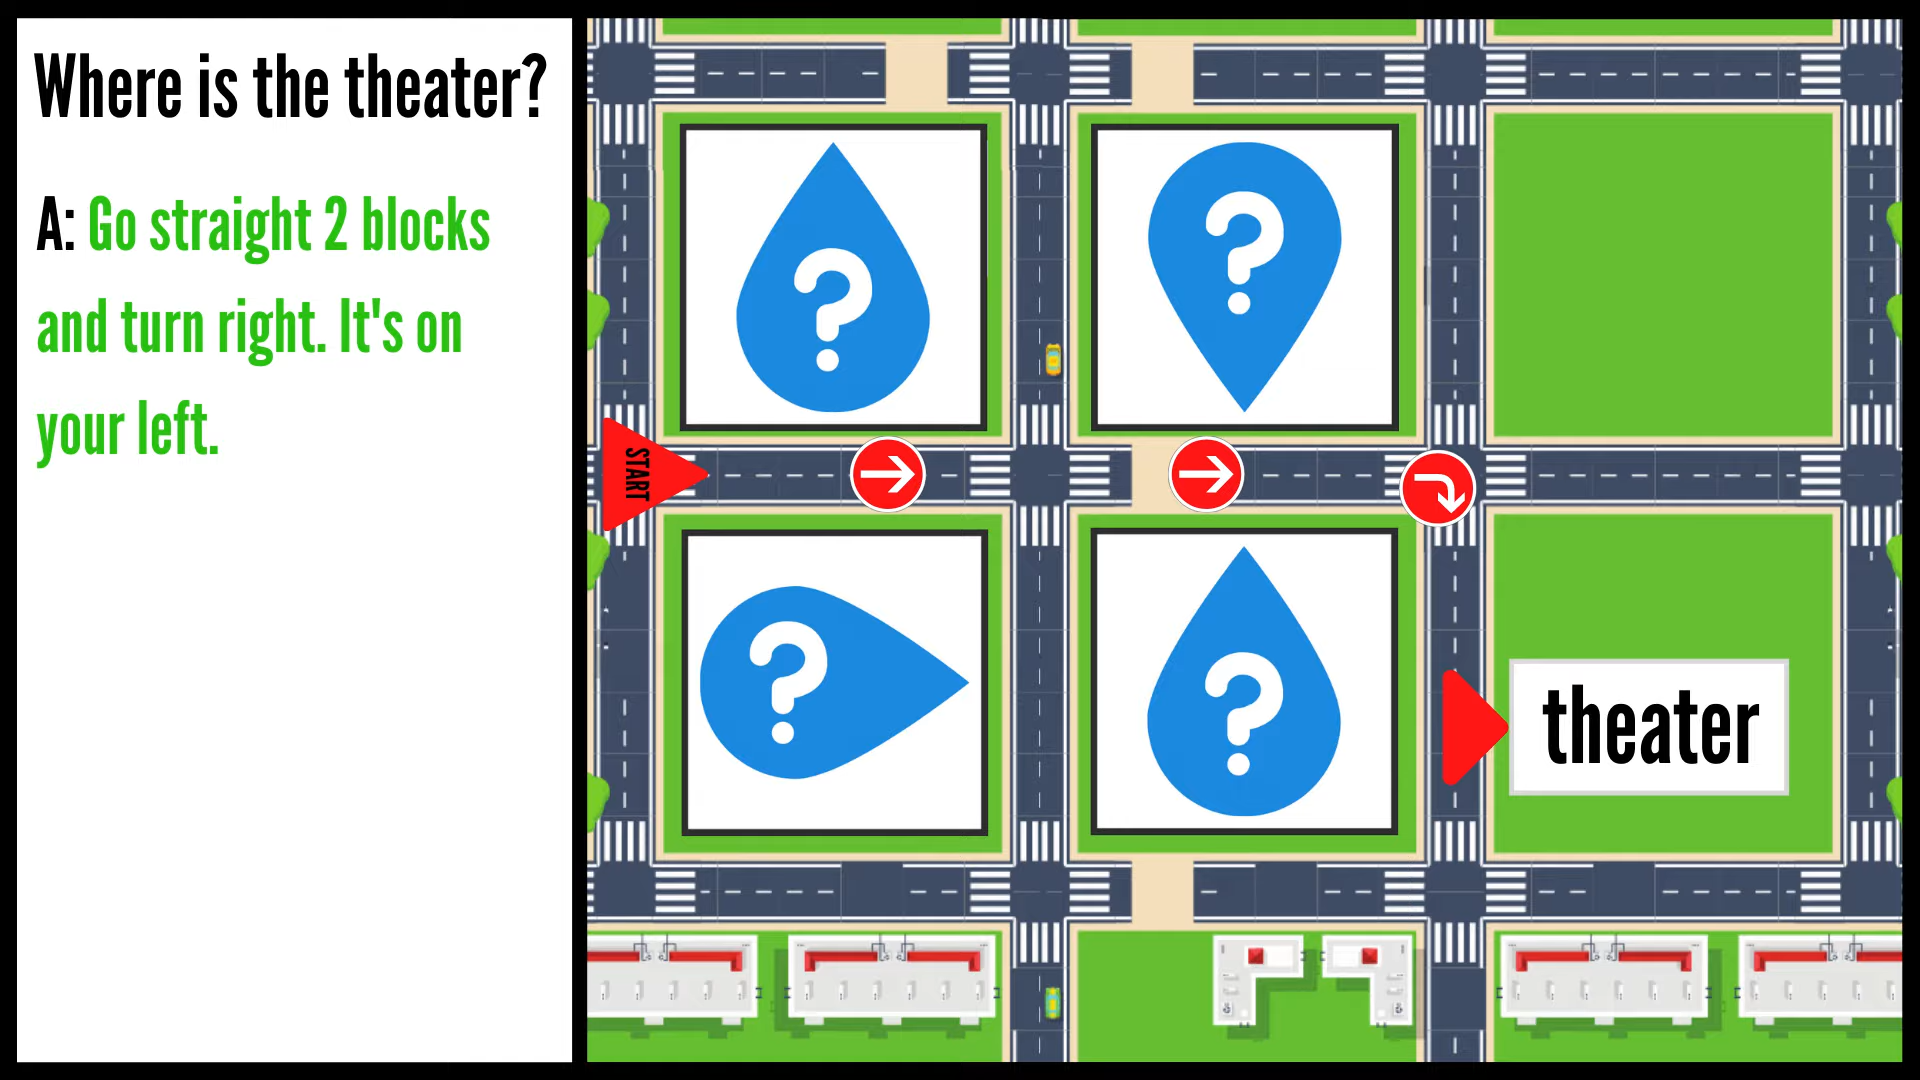 Where is the theater?
A: Go straight 2 blocks
and turn right. It's on
your left.
?
?
START
?
?
theater